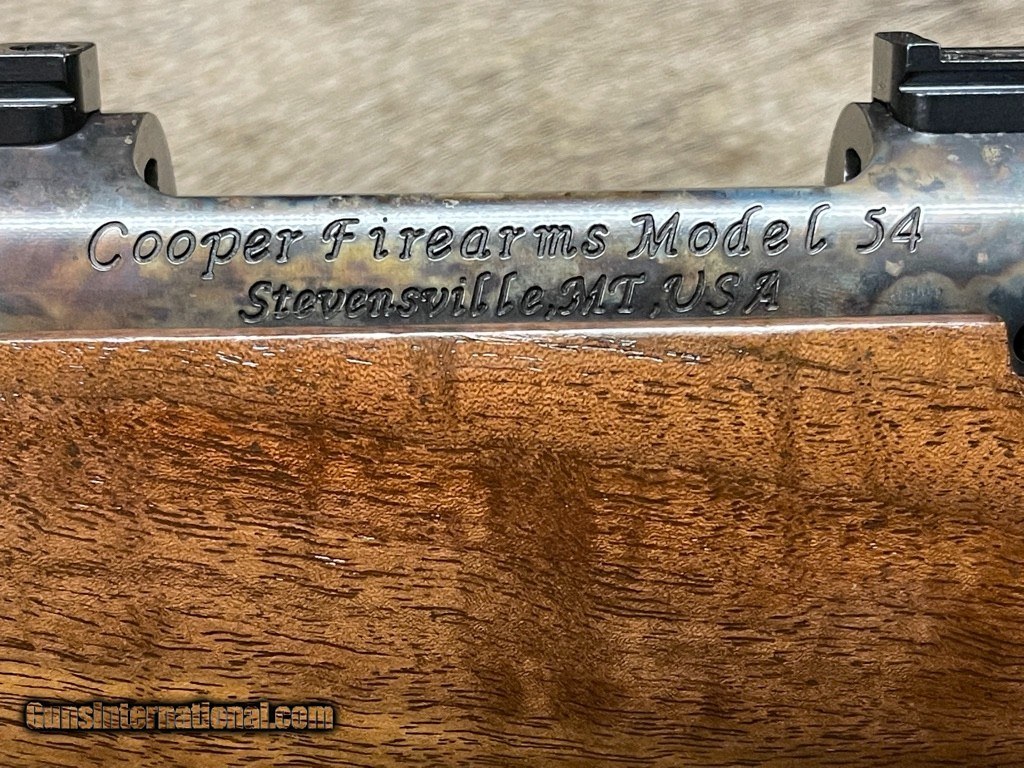 Cooper Firearms Model 54
Stevensville,MT,USA
GunsInternational.com